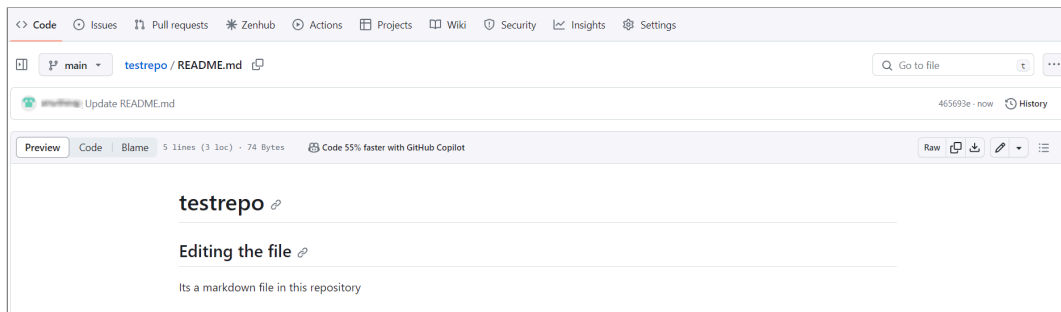 Code Issues Pull requests Zenhub Actions Projects Wiki Security Insights Settings
main testrepo / README.md Go to file t
Update README.md 465693e · now History
Preview Code Blame 5 lines (3 loc) · 74 Bytes Code 55% faster with GitHub Copilot Raw
testrepo
Editing the file
Its a markdown file in this repository